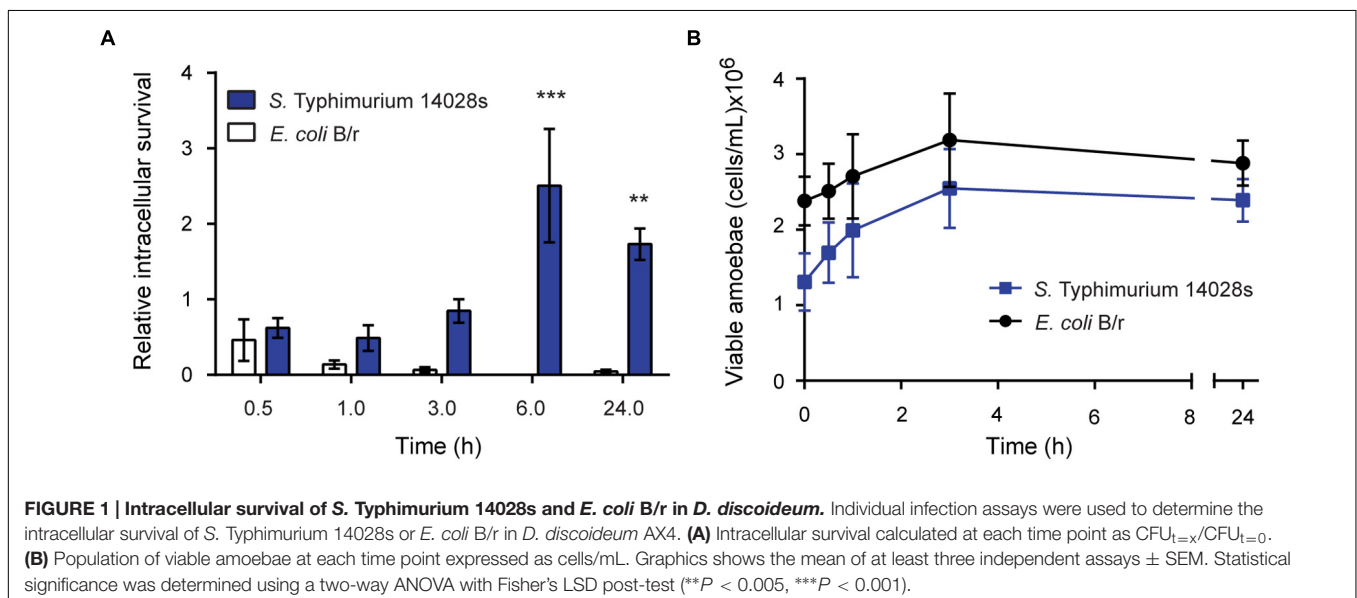 A
Relative intracellular survival
4
3
2
1
0
S. Typhimurium 14028s
E. coli B/r
***
**
0.5 1.0 3.0 6.0 24.0
Time (h)
B
Viable amoebae (cells/mL)x10⁶
4
3
2
1
0
S. Typhimurium 14028s
E. coli B/r
0 2 4 6 8 24
Time (h)
FIGURE 1 | Intracellular survival of S. Typhimurium 14028s and E. coli B/r in D. discoideum. Individual infection assays were used to determine the
intracellular survival of S. Typhimurium 14028s or E. coli B/r in D. discoideum AX4. (A) Intracellular survival calculated at each time point as CFUt=x/CFUt=0.
(B) Population of viable amoebae at each time point expressed as cells/mL. Graphics shows the mean of at least three independent assays ± SEM. Statistical
significance was determined using a two-way ANOVA with Fisher's LSD post-test (**P < 0.005, ***P < 0.001).